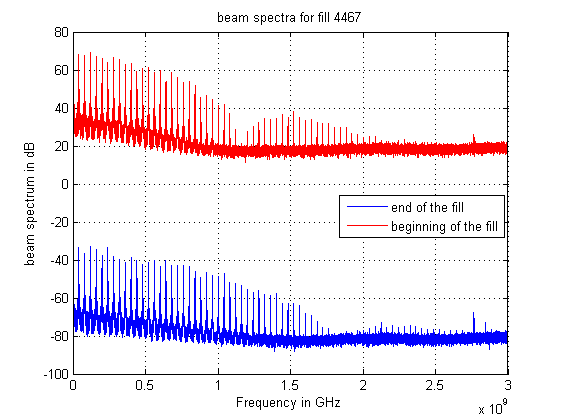 beam spectra for fill 4467
80
60
40
20
0
-20
-40
-60
-80
-100
beam spectrum in dB
end of the fill
beginning of the fill
0 0.5 1 1.5 2 2.5 3
Frequency in GHz
x 10^9